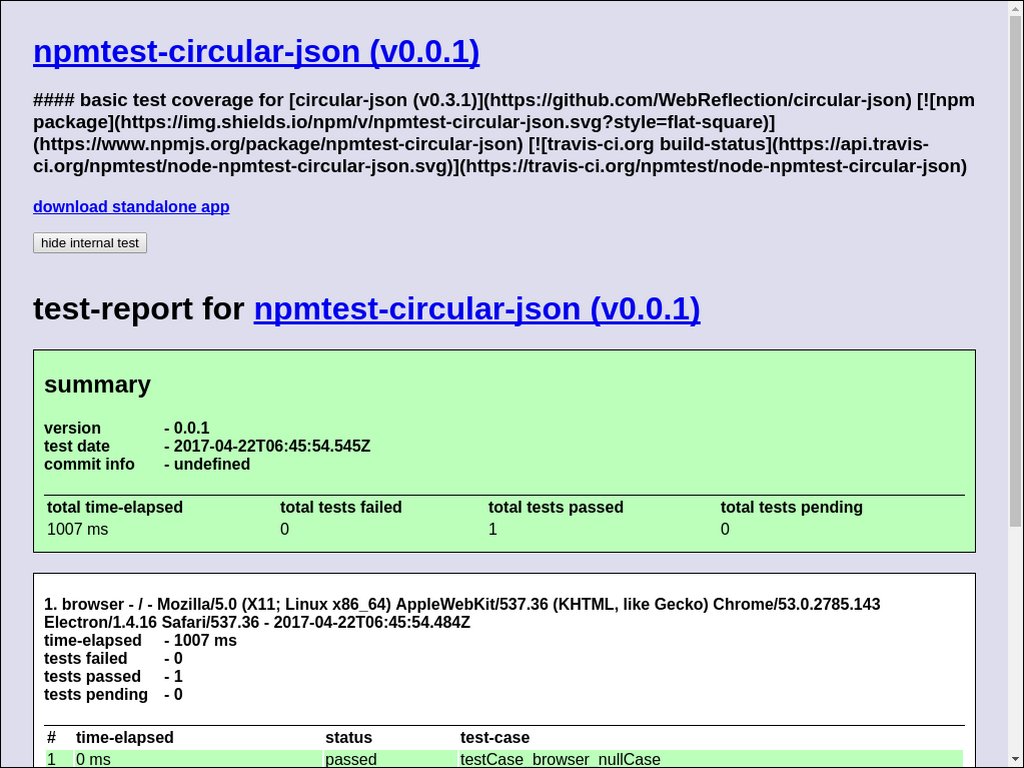 npmtest-circular-json (v0.0.1)
#### basic test coverage for [circular-json (v0.3.1)](https://github.com/WebReflection/circular-json) [![npm
package](https://img.shields.io/npm/v/npmtest-circular-json.svg?style=flat-square)]
(https://www.npmjs.org/package/npmtest-circular-json) [![travis-ci.org build-status](https://api.travis-
ci.org/npmtest/node-npmtest-circular-json.svg)](https://travis-ci.org/npmtest/node-npmtest-circular-json)
download standalone app
hide internal test
test-report for npmtest-circular-json (v0.0.1)
summary
version - 0.0.1
test date - 2017-04-22T06:45:54.545Z
commit info - undefined
total time-elapsed total tests failed total tests passed total tests pending
1007 ms 0 1 0
1. browser - / - Mozilla/5.0 (X11; Linux x86_64) AppleWebKit/537.36 (KHTML, like Gecko) Chrome/53.0.2785.143
Electron/1.4.16 Safari/537.36 - 2017-04-22T06:45:54.484Z
time-elapsed - 1007 ms
tests failed - 0
tests passed - 1
tests pending - 0
# time-elapsed status test-case
1 0 ms passed testCase_browser_nullCase